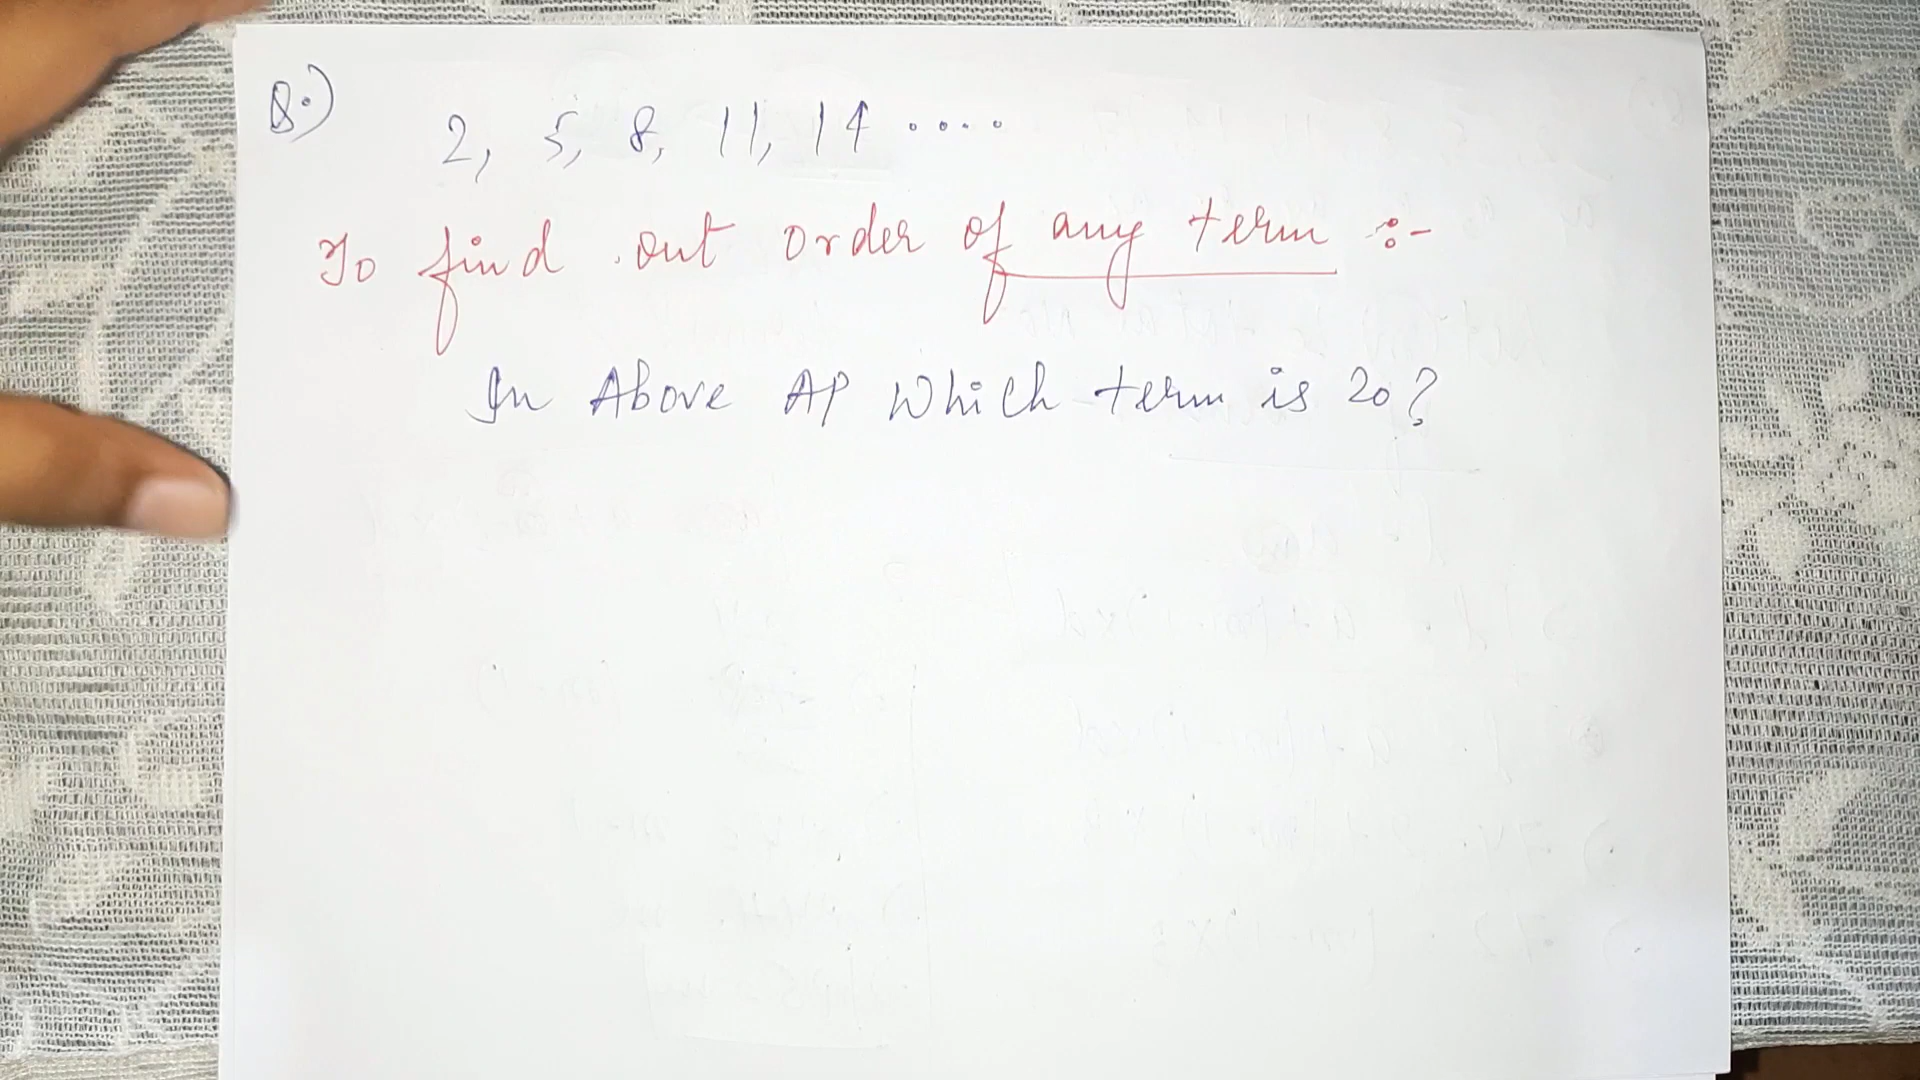 Q.)
2, 5, 8, 11, 14 ....
To find out order of any term :-
In Above AP which term is 20?